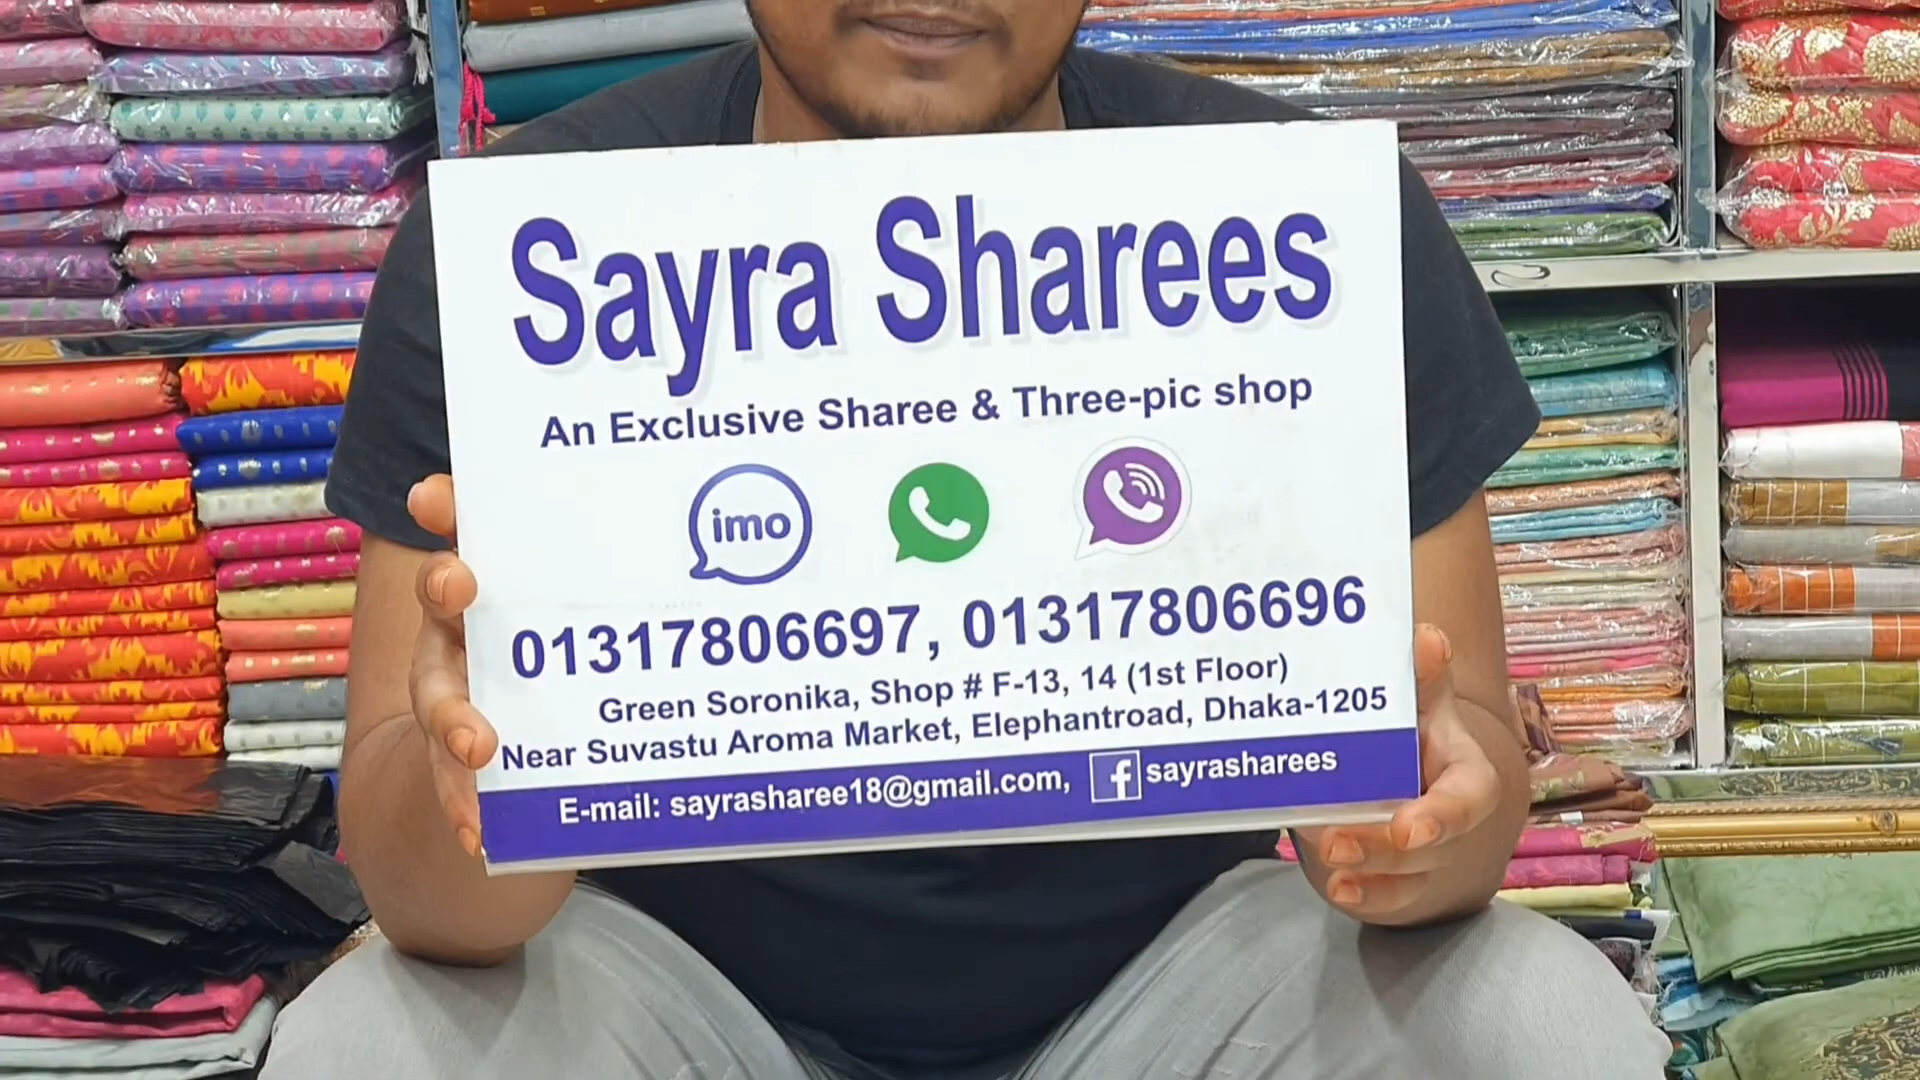 Sayra Sharees
An Exclusive Sharee & Three-pic shop
imo
01317806697, 01317806696
Green Soronika, Shop # F-13, 14 (1st Floor)
Near Suvastu Aroma Market, Elephantroad, Dhaka-1205
E-mail: sayrasharee18@gmail.com, f sayrasharees